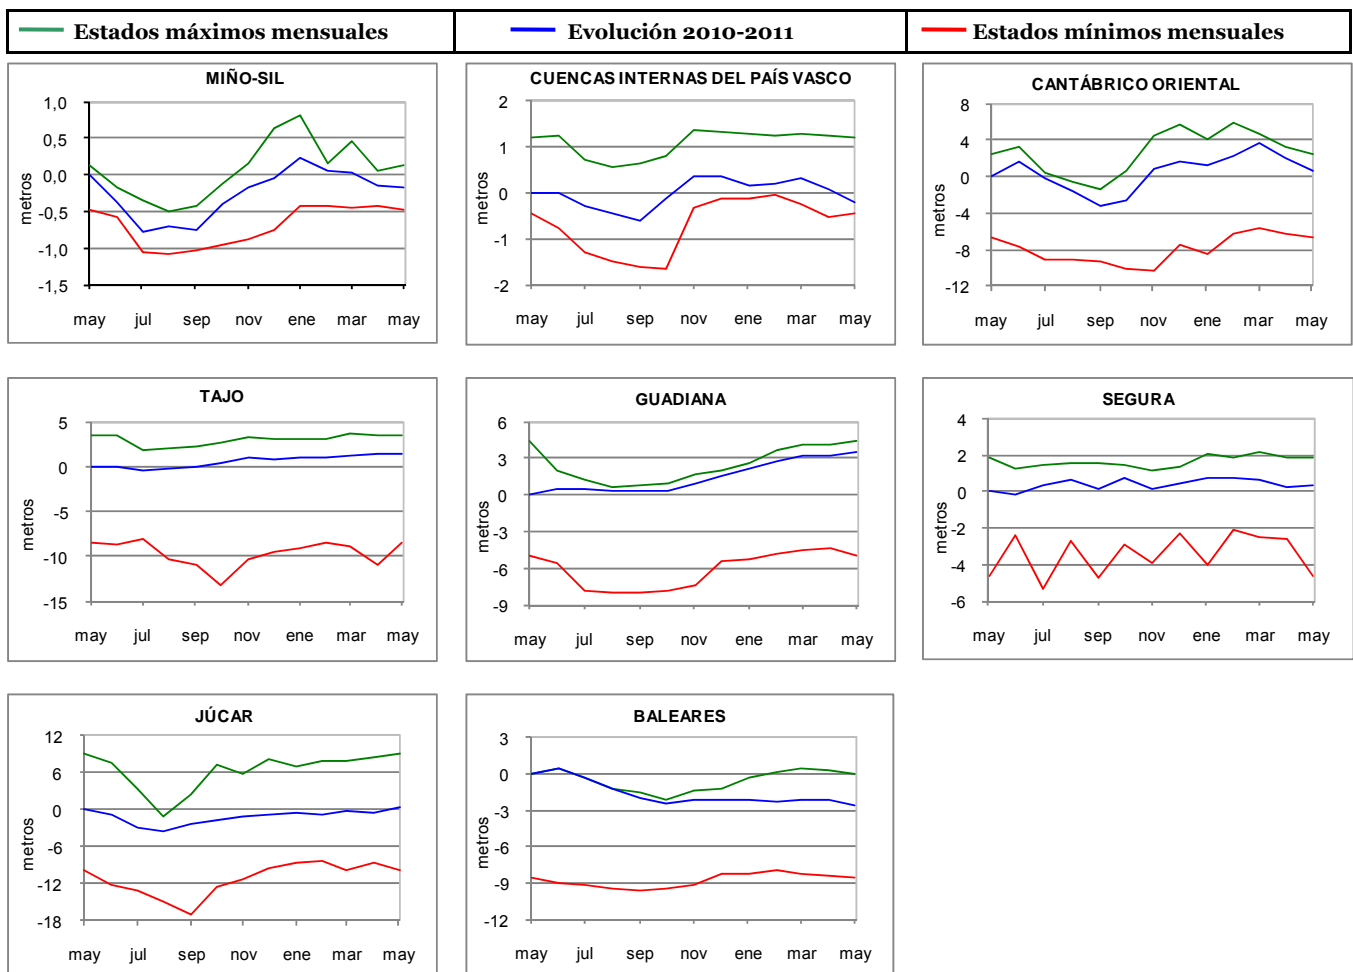 Estados máximos mensuales
Evolución 2010-2011
Estados mínimos mensuales
MIÑO-SIL
metros
1,0
0,5
0,0
-0,5
-1,0
-1,5
may jul sep nov ene mar may
CUENCAS INTERNAS DEL PAÍS VASCO
metros
2
1
0
-1
-2
may jul sep nov ene mar may
CANTÁBRICO ORIENTAL
metros
8
4
0
-4
-8
-12
may jul sep nov ene mar may
TAJO
metros
5
0
-5
-10
-15
may jul sep nov ene mar may
GUADIANA
metros
6
3
0
-3
-6
-9
may jul sep nov ene mar may
SEGURA
metros
4
2
0
-2
-4
-6
may jul sep nov ene mar may
JÚCAR
metros
12
6
0
-6
-12
-18
may jul sep nov ene mar may
BALEARES
metros
3
0
-3
-6
-9
-12
may jul sep nov ene mar may